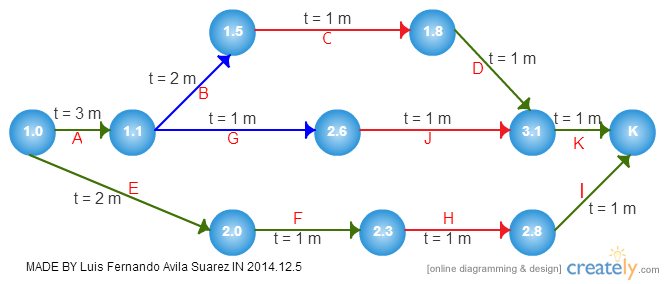 t = 1 m
C
1.5
1.8
t = 2 m
B
D
t = 1 m
t = 3 m
A
t = 1 m
G
t = 1 m
J
t = 1 m
K
1.0
1.1
2.6
3.1
K
E
t = 2 m
F
t = 1 m
H
t = 1 m
I
t = 1 m
2.0
2.3
2.8
MADE BY Luis Fernando Avila Suarez IN 2014.12.5
[online diagramming & design] creately.com